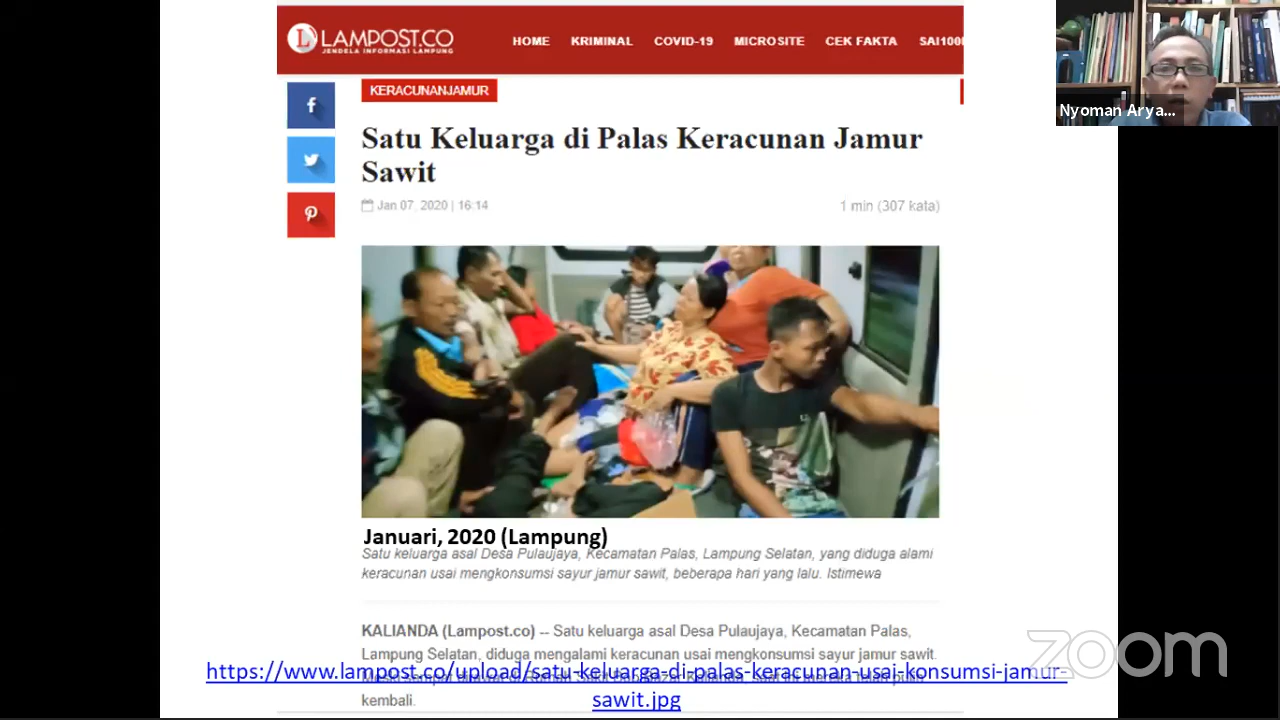 LAMPOST.CO
JENDELA INFORMASI LAMPUNG
HOME KRIMINAL COVID-19 MICROSITE CEK FAKTA SAI100
Nyoman Arya...
KERACUNANJAMUR
Satu Keluarga di Palas Keracunan Jamur
Sawit
Jan 07, 2020 | 16:14
1 min (307 kata)
Januari, 2020 (Lampung)
Satu keluarga asal Desa Pulaujaya, Kecamatan Palas, Lampung Selatan, yang diduga alami
keracunan usai mengkonsumsi sayur jamur sawit, beberapa hari yang lalu. Istimewa
KALIANDA (Lampost.co) -- Satu keluarga asal Desa Pulaujaya, Kecamatan Palas,
Lampung Selatan, diduga mengalami keracunan usai mengkonsumsi sayur jamur sawit.
https://www.lampost.co/upload/satu-keluarga-di-palas-keracunan-usai-konsumsi-jamur-
sawit.jpg
kembali.
zoom